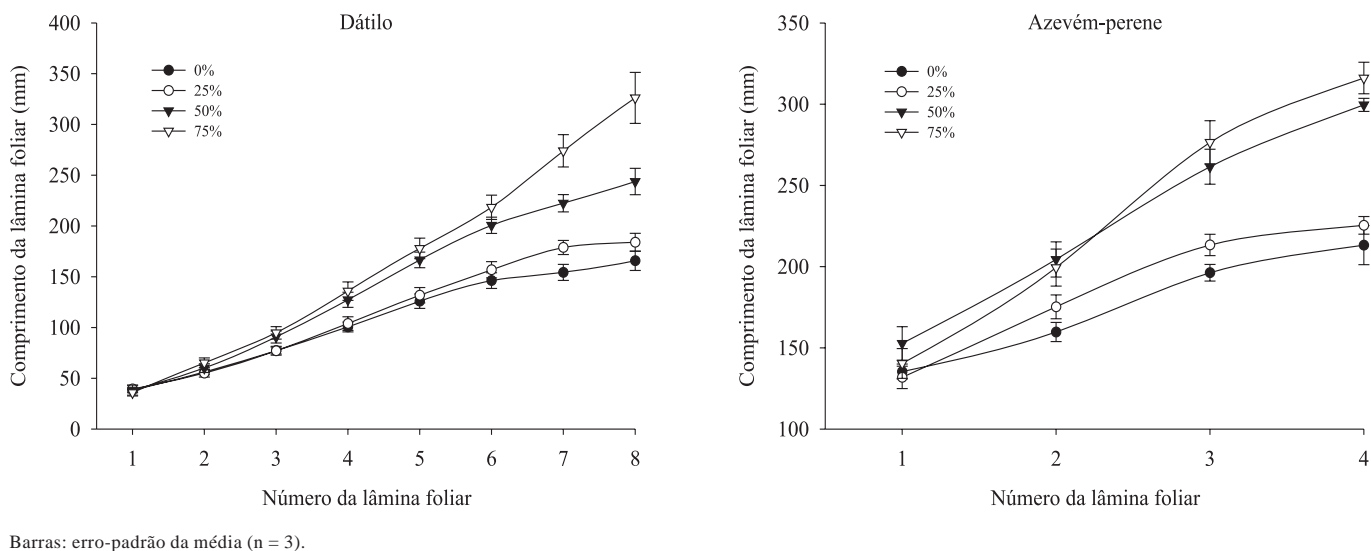 Dátilo
Comprimento da lâmina foliar (mm)
400
350
300
250
200
150
100
50
0
0%
25%
50%
75%
1 2 3 4 5 6 7 8
Número da lâmina foliar
Azevém-perene
Comprimento da lâmina foliar (mm)
350
300
250
200
150
100
0%
25%
50%
75%
1 2 3 4
Número da lâmina foliar
Barras: erro-padrão da média (n = 3).